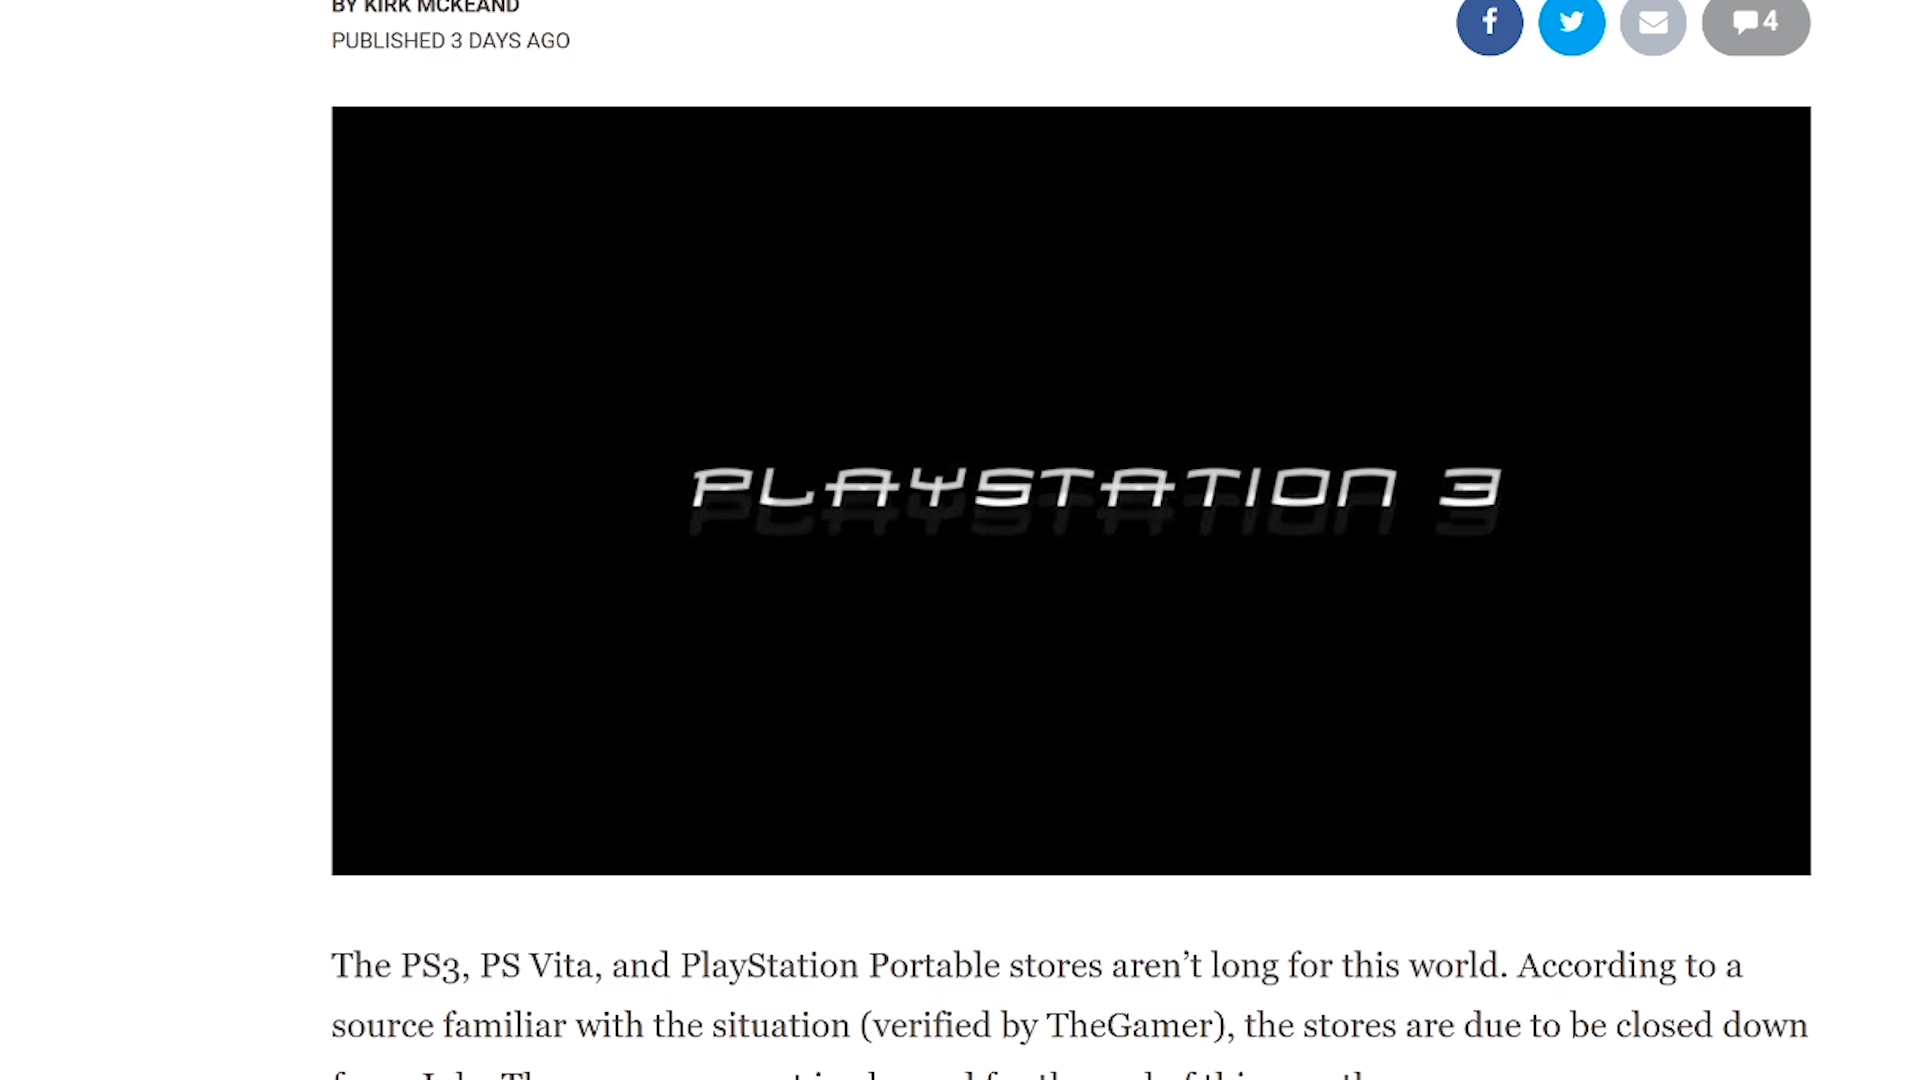 BY KIRK MCKEAND
PUBLISHED 3 DAYS AGO
4
PLAYSTATION 3
The PS3, PS Vita, and PlayStation Portable stores aren’t long for this world. According to a
source familiar with the situation (verified by TheGamer), the stores are due to be closed down